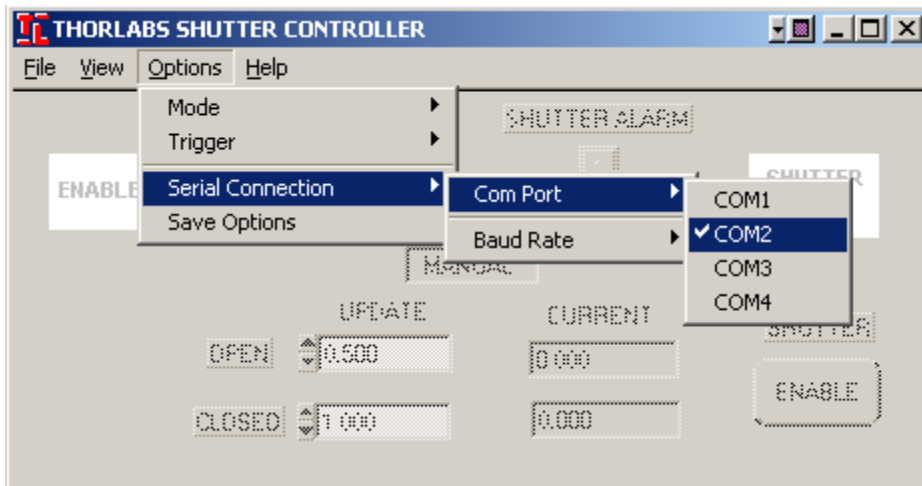 THORLABS SHUTTER CONTROLLER
File View Options Help
Mode
Trigger
Serial Connection
Save Options
Com Port
Baud Rate
COM1
COM2
COM3
COM4
SHUTTER ALARM
ENABLE
SHUTTER
MANUAL
UPDATE CURRENT
SHUTTER
OPEN 0.500 0.000
ENABLE
CLOSED 1.000 0.000